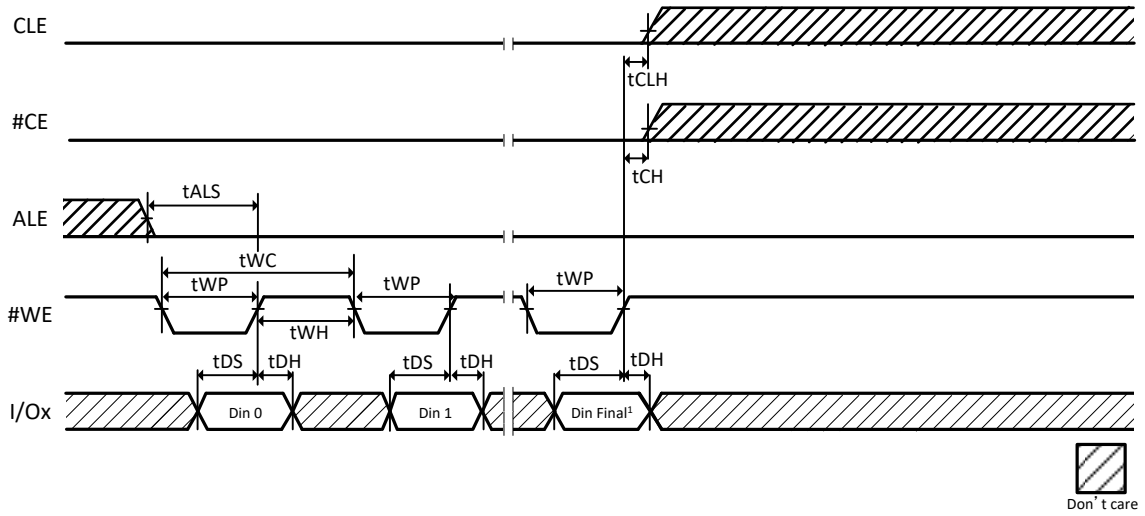 CLE
tCLH
#CE
tCH
tALS
ALE
tWC
tWP tWP tWP
#WE
tWH
tDS tDH tDS tDH tDS tDH
I/Ox Din 0 Din 1 Din Final¹
Don't care